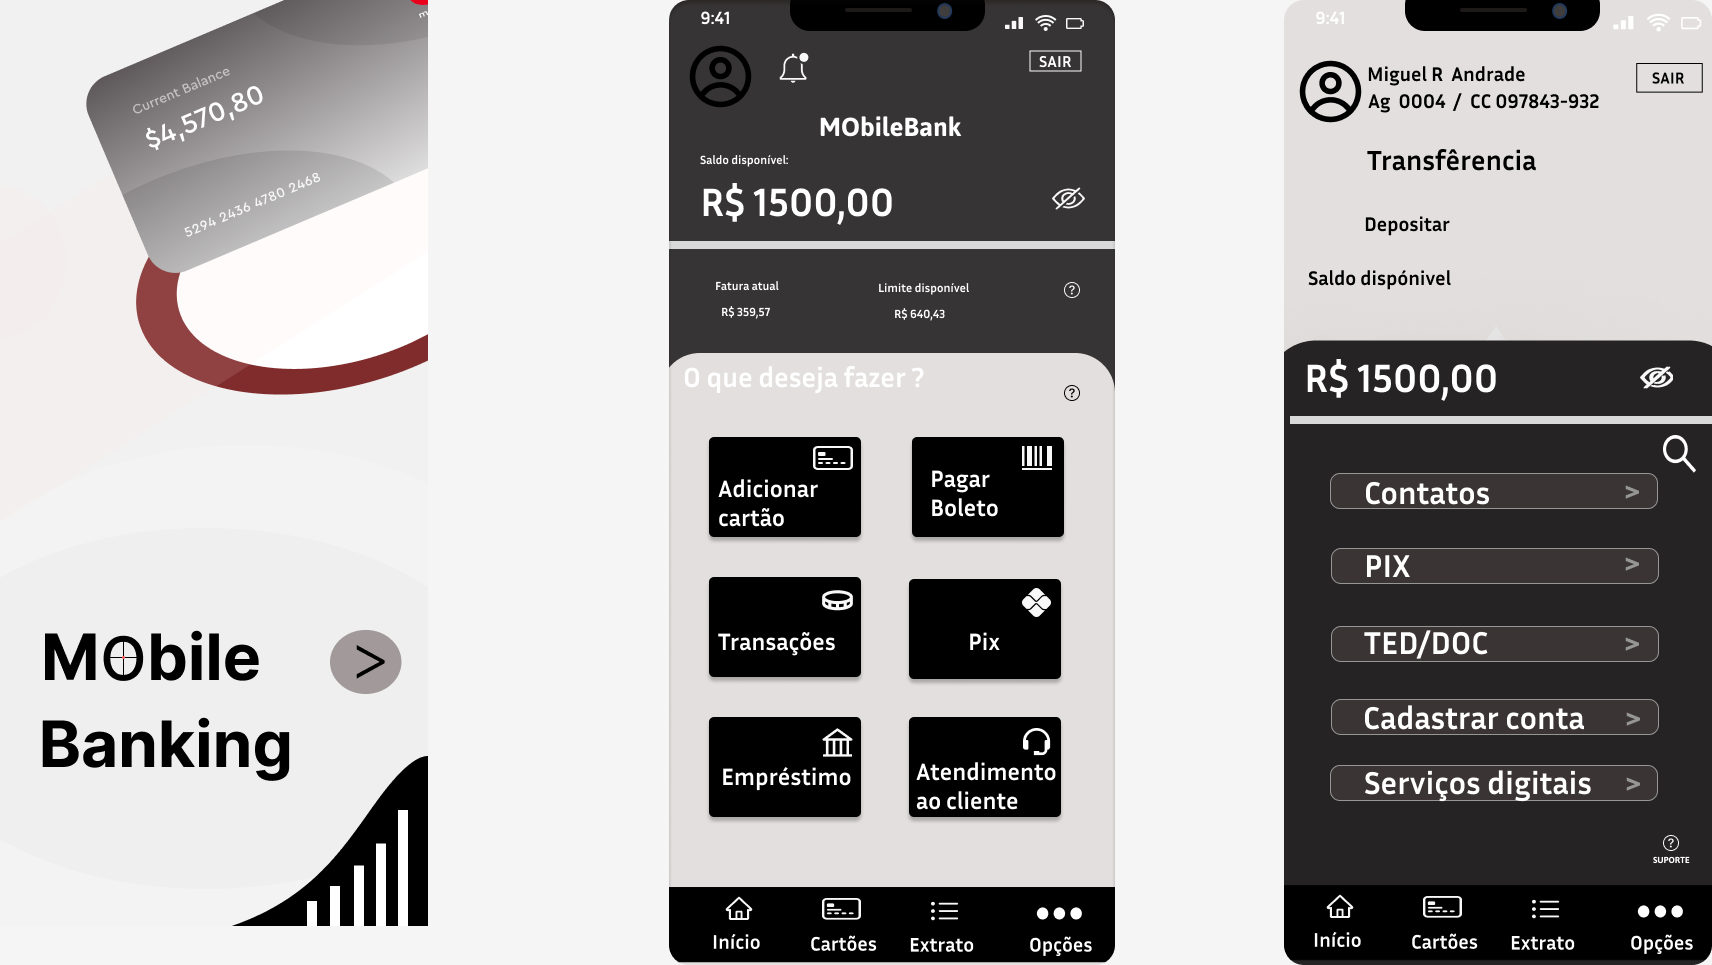 Current Balance
$4,570,80
5294 2436 4780 2468
MObile
Banking
>
9:41
SAIR
MObileBank
Saldo disponível:
R$ 1500,00
Fatura atual
R$ 359,57
Limite disponível
R$ 640,43
?
O que deseja fazer ?
?
Adicionar
cartão
Pagar
Boleto
Transações
Pix
Empréstimo
Atendimento
ao cliente
Início
Cartões
Extrato
Opções
9:41
Miguel R Andrade
Ag 0004 / CC 097843-932
SAIR
Transfêrencia
Depositar
Saldo dispónivel
R$ 1500,00
Contatos >
PIX >
TED/DOC >
Cadastrar conta >
Serviços digitais >
?
SUPORTE
Início
Cartões
Extrato
Opções